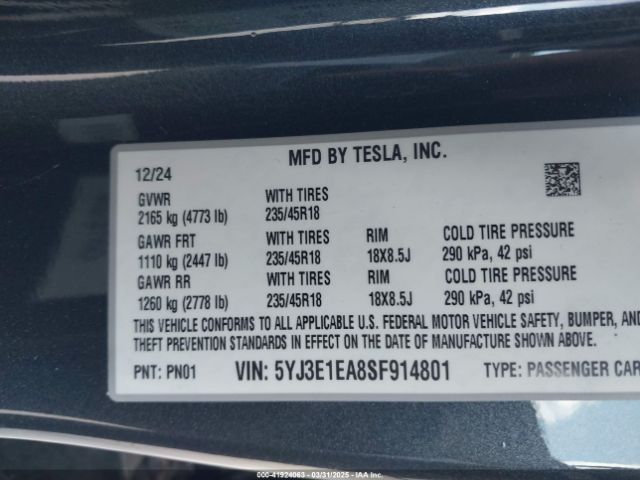 MFD BY TESLA, INC.
12/24
GVWR WITH TIRES
2165 kg (4773 lb) 235/45R18
GAWR FRT WITH TIRES RIM COLD TIRE PRESSURE
1110 kg (2447 lb) 235/45R18 18X8.5J 290 kPa, 42 psi
GAWR RR WITH TIRES RIM COLD TIRE PRESSURE
1260 kg (2778 lb) 235/45R18 18X8.5J 290 kPa, 42 psi
THIS VEHICLE CONFORMS TO ALL APPLICABLE U.S. FEDERAL MOTOR VEHICLE SAFETY, BUMPER, AND
THEFT PREVENTION STANDARDS IN EFFECT ON THE DATE OF MANUFACTURE SHOWN ABOVE.
PNT: PN01 VIN: 5YJ3E1EA8SF914801 TYPE: PASSENGER CAR
000-41924063 - 03/31/2025 - IAAI.COM